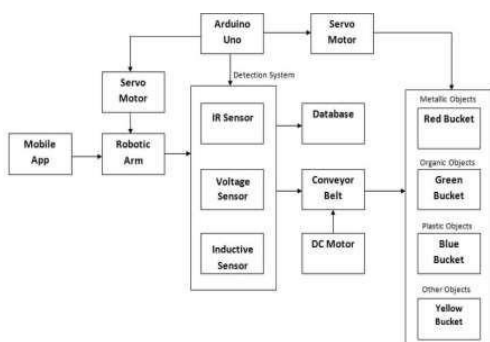 Arduino
Uno
Servo
Motor
Detection System
Servo
Motor
Metallic Objects
IR Sensor
Database
Red Bucket
Mobile
App
Robotic
Arm
Organic Objects
Voltage
Sensor
Conveyor
Belt
Green
Bucket
Plastic Objects
Inductive
Sensor
DC Motor
Blue
Bucket
Other Objects
Yellow
Bucket